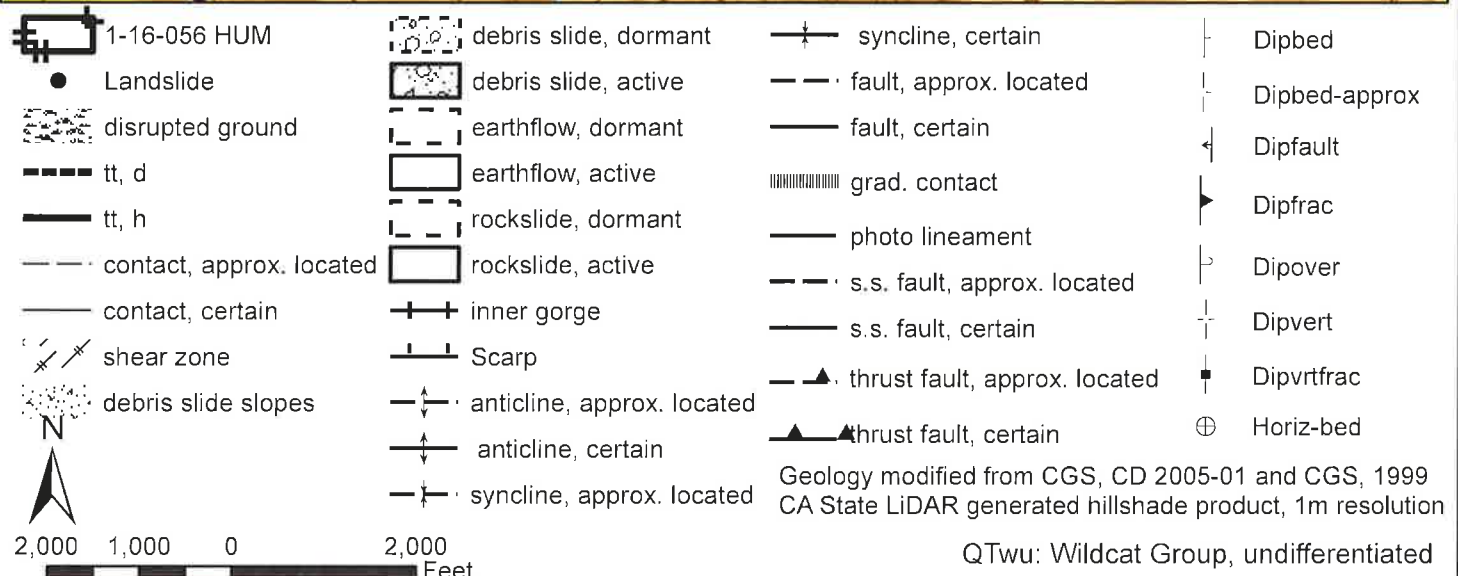 1-16-056 HUM
Landslide
disrupted ground
tt, d
tt, h
contact, approx. located
contact, certain
shear zone
debris slide slopes
N
2,000 1,000 0 2,000
Feet
debris slide, dormant
debris slide, active
earthflow, dormant
earthflow, active
rockslide, dormant
rockslide, active
inner gorge
Scarp
anticline, approx. located
anticline, certain
syncline, approx. located
syncline, certain
fault, approx. located
fault, certain
grad. contact
photo lineament
s.s. fault, approx. located
s.s. fault, certain
thrust fault, approx. located
thrust fault, certain
Dipbed
Dipbed-approx
Dipfault
Dipfrac
Dipover
Dipvert
Dipvrtfrac
Horiz-bed
Geology modified from CGS, CD 2005-01 and CGS, 1999
CA State LiDAR generated hillshade product, 1m resolution
QTwu: Wildcat Group, undifferentiated